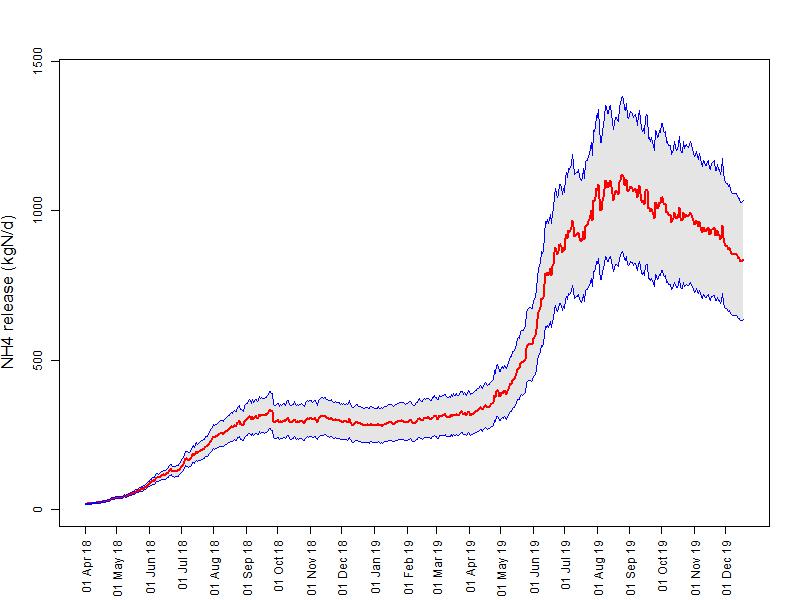 NH4 release (kgN/d)
1500
1000
500
0
01 Apr 18
01 May 18
01 Jun 18
01 Jul 18
01 Aug 18
01 Sep 18
01 Oct 18
01 Nov 18
01 Dec 18
01 Jan 19
01 Feb 19
01 Mar 19
01 Apr 19
01 May 19
01 Jun 19
01 Jul 19
01 Aug 19
01 Sep 19
01 Oct 19
01 Nov 19
01 Dec 19